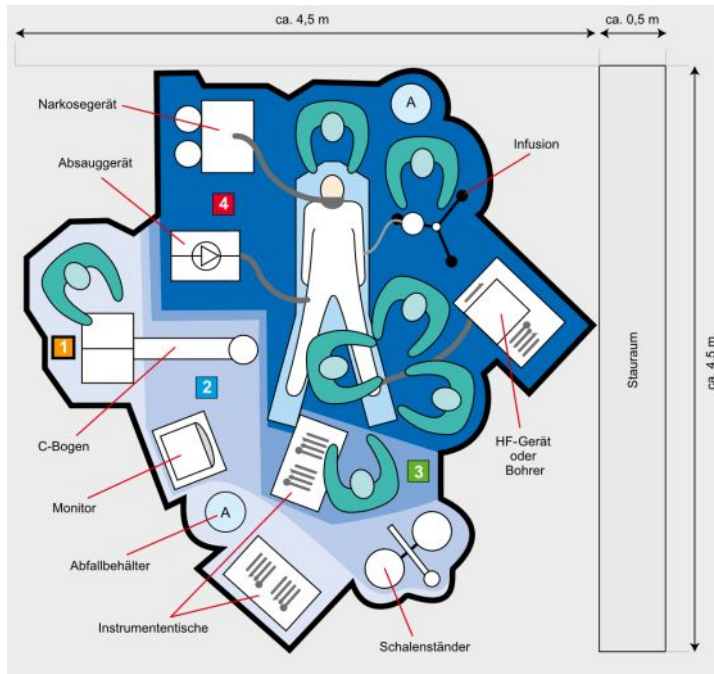 ca. 4,5 m
ca. 0,5 m
Narkosegerät
A
Infusion
Absauggerät
4
1
2
C-Bogen
HF-Gerät
oder
Bohrer
3
Monitor
A
Abfallbehälter
Instrumententische
Schalenständer
Stauraum
ca. 4,5 m